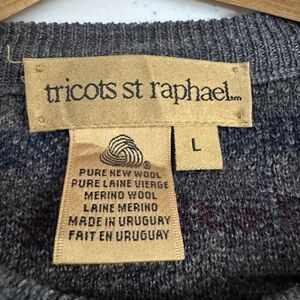 tricots st raphael
L
PURE NEW WOOL
PURE LAINE VIERGE
MERINO WOOL
LAINE MERINO
MADE IN URUGUAY
FAIT EN URUGUAY